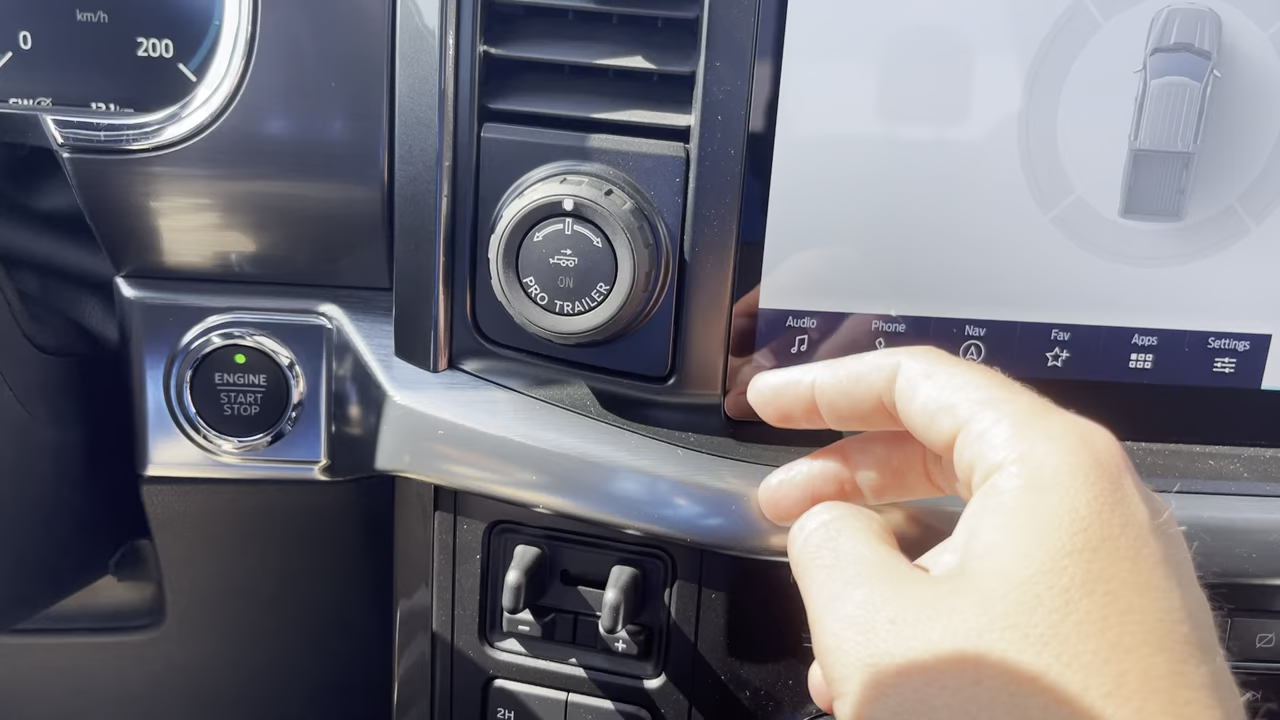 km/h
0
200
ON
PRO TRAILER
ENGINE
START
STOP
Audio
Phone
Nav
Fav
Apps
Settings
-
+
2H